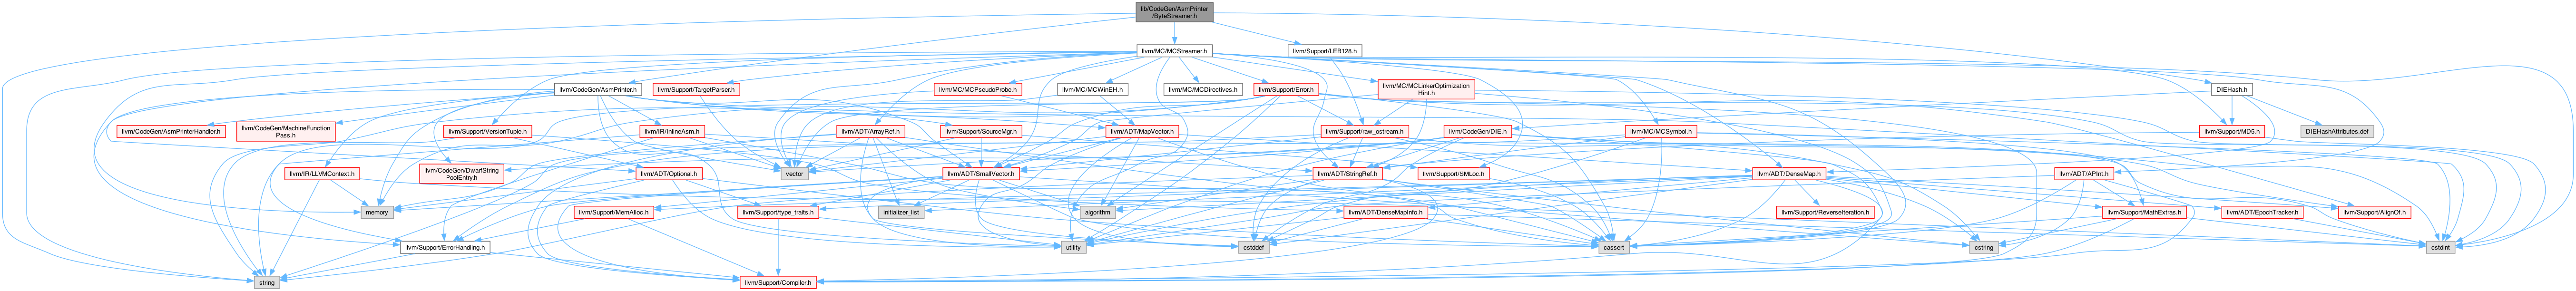 lib/CodeGen/AsmPrinter
/ByteStreamer.h
llvm/MC/MCStreamer.h
llvm/Support/LEB128.h
llvm/CodeGen/AsmPrinter.h
llvm/Support/TargetParser.h
llvm/MC/MCPseudoProbe.h
llvm/MC/MCWinEH.h
llvm/MC/MCDirectives.h
llvm/Support/Error.h
llvm/MC/MCLinkerOptimization
Hint.h
DIEHash.h
llvm/CodeGen/AsmPrinterHandler.h
llvm/CodeGen/MachineFunction
Pass.h
llvm/Support/VersionTuple.h
llvm/IR/InlineAsm.h
llvm/ADT/ArrayRef.h
llvm/Support/SourceMgr.h
llvm/ADT/MapVector.h
llvm/Support/raw_ostream.h
llvm/CodeGen/DIE.h
llvm/MC/MCSymbol.h
llvm/Support/MD5.h
DIEHashAttributes.def
llvm/IR/LLVMContext.h
llvm/CodeGen/DwarfString
PoolEntry.h
llvm/ADT/Optional.h
vector
llvm/ADT/SmallVector.h
llvm/ADT/StringRef.h
llvm/Support/SMLoc.h
llvm/ADT/DenseMap.h
llvm/ADT/APInt.h
memory
llvm/Support/MemAlloc.h
llvm/Support/type_traits.h
initializer_list
algorithm
llvm/ADT/DenseMapInfo.h
llvm/Support/ReverseIteration.h
llvm/Support/MathExtras.h
llvm/ADT/EpochTracker.h
llvm/Support/AlignOf.h
llvm/Support/ErrorHandling.h
utility
cstddef
cassert
cstring
cstdint
string
llvm/Support/Compiler.h